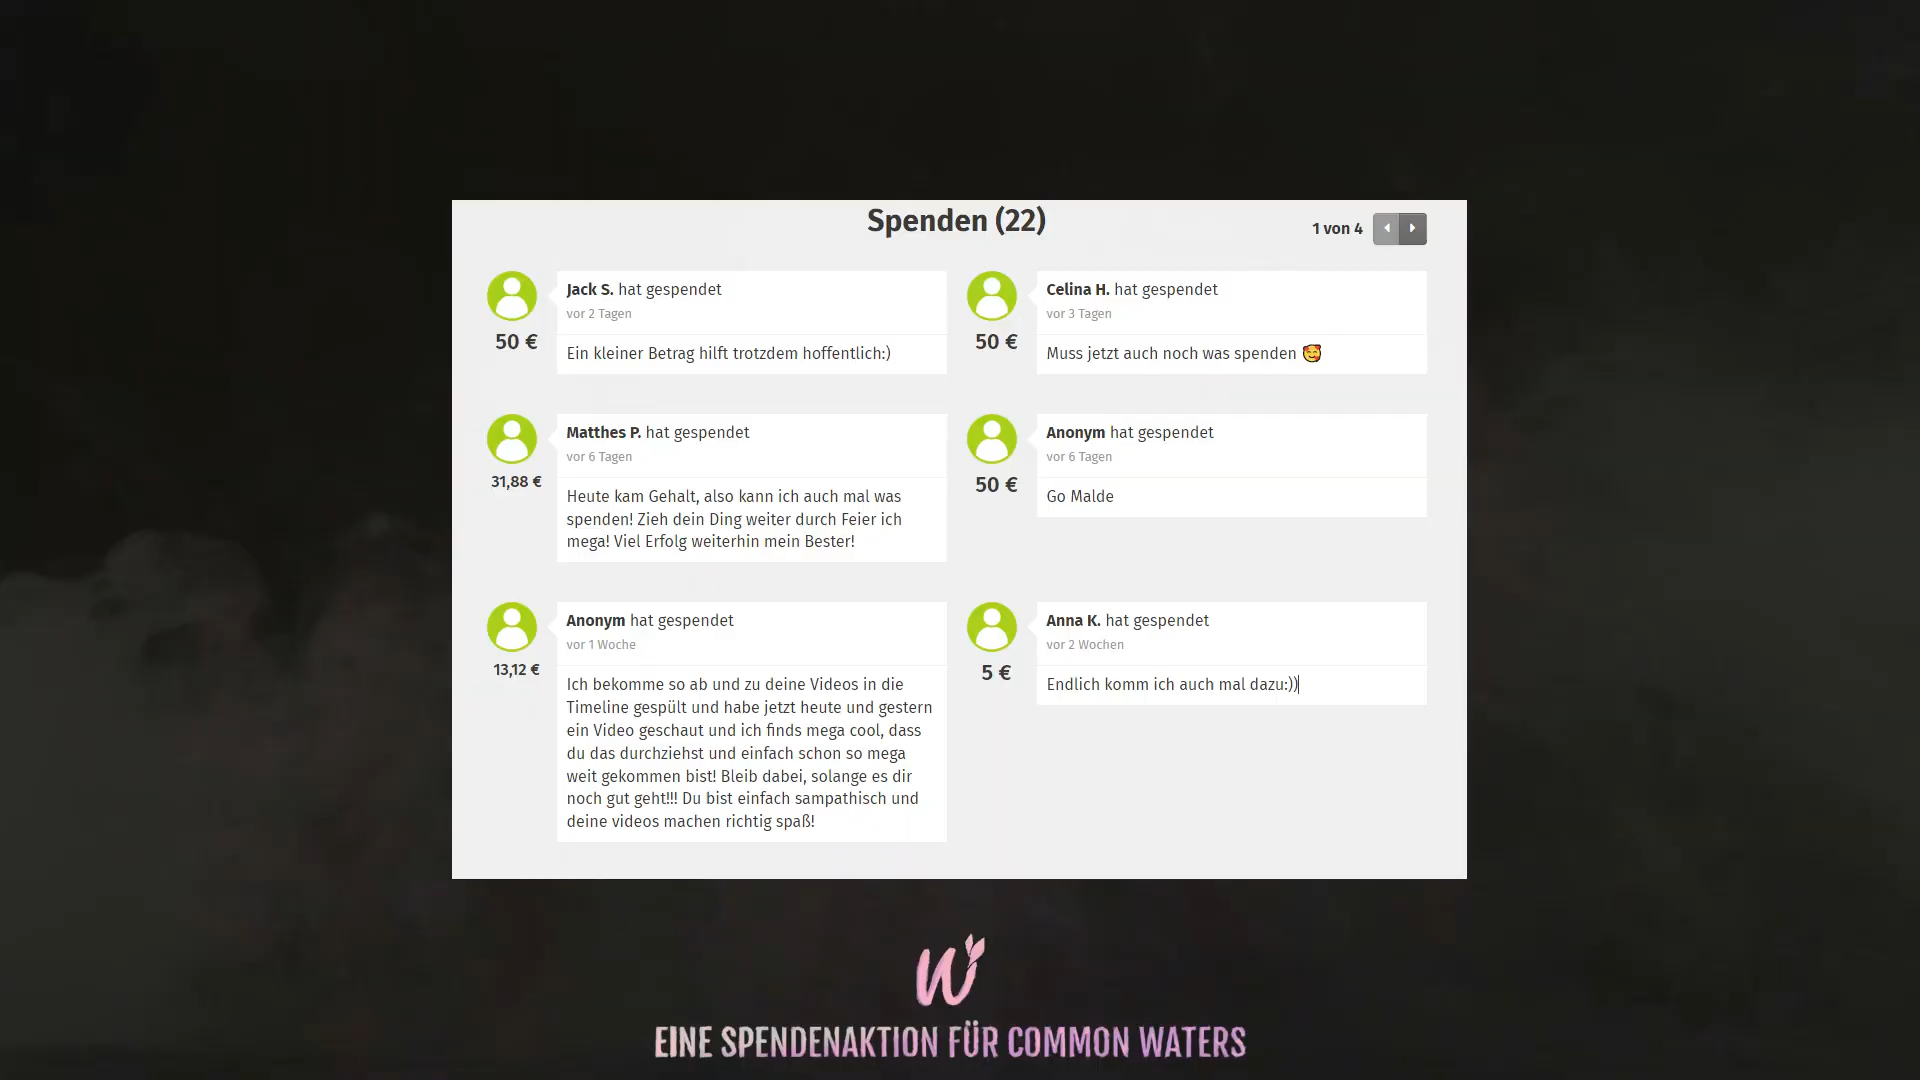 Spenden (22)
1 von 4
Jack S. hat gespendet
vor 2 Tagen
50 €
Ein kleiner Betrag hilft trotzdem hoffentlich:)
Celina H. hat gespendet
vor 3 Tagen
50 €
Muss jetzt auch noch was spenden 🥰
Matthes P. hat gespendet
vor 6 Tagen
31,88 €
Heute kam Gehalt, also kann ich auch mal was
spenden! Zieh dein Ding weiter durch Feier ich
mega! Viel Erfolg weiterhin mein Bester!
Anonym hat gespendet
vor 6 Tagen
50 €
Go Malde
Anonym hat gespendet
vor 1 Woche
13,12 €
Ich bekomme so ab und zu deine Videos in die
Timeline gespült und habe jetzt heute und gestern
ein Video geschaut und ich finds mega cool, dass
du das durchziehst und einfach schon so mega
weit gekommen bist! Bleib dabei, solange es dir
noch gut geht!!! Du bist einfach sampathisch und
deine videos machen richtig spaß!
Anna K. hat gespendet
vor 2 Wochen
5 €
Endlich komm ich auch mal dazu:))
W
EINE SPENDENAKTION FÜR COMMON WATERS